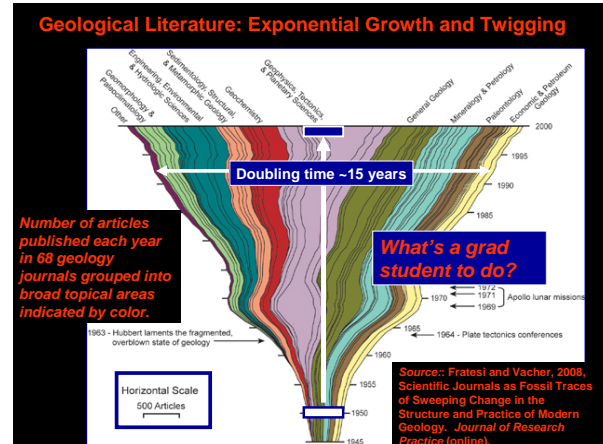 Geological Literature: Exponential Growth and Twigging
Other
Geomorphology &
Paleoclimatology
Engineering, Environmental
& Hydrologic Sciences
Sedimentology, Structural,
& Metamorphic Geology
Geochemistry
Geophysics, Tectonics,
& Planetary Sciences
General Geology
Mineralogy & Petrology
Paleontology
Economic & Petroleum
Geology
2000
1995
Doubling time ~15 years
1990
1985
Number of articles
published each year
in 68 geology
journals grouped into
broad topical areas
indicated by color.
What's a grad
student to do?
1972
1971
1969
Apollo lunar missions
1970
1965
1963 - Hubbert laments the fragmented,
overblown state of geology
1964 - Plate tectonics conferences
1960
1955
1950
1945
Horizontal Scale
500 Articles
Source:: Fratesi and Vacher, 2008,
Scientific Journals as Fossil Traces
of Sweeping Change in the
Structure and Practice of Modern
Geology. Journal of Research
Practice (online).